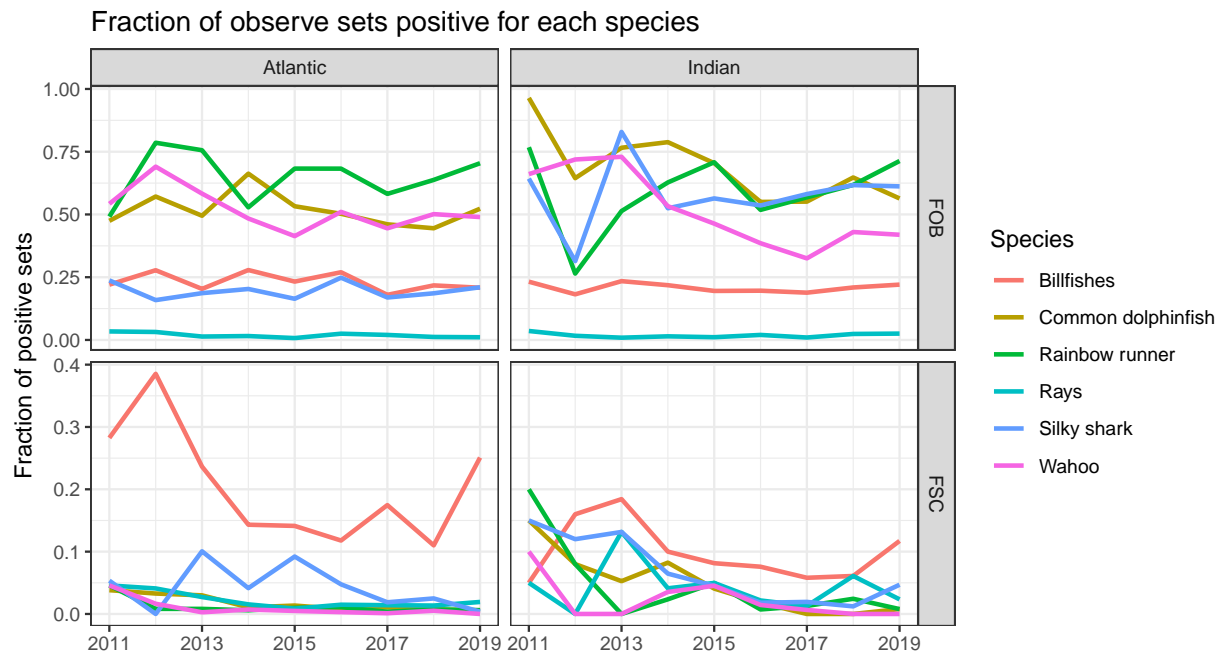 Fraction of observe sets positive for each species
Atlantic
Indian
1.00
0.75
0.50
0.25
0.00
FOB
0.4
0.3
0.2
0.1
0.0
FSC
Fraction of positive sets
2011 2013 2015 2017 2019
2011 2013 2015 2017 2019
Species
Billfishes
Common dolphinfish
Rainbow runner
Rays
Silky shark
Wahoo